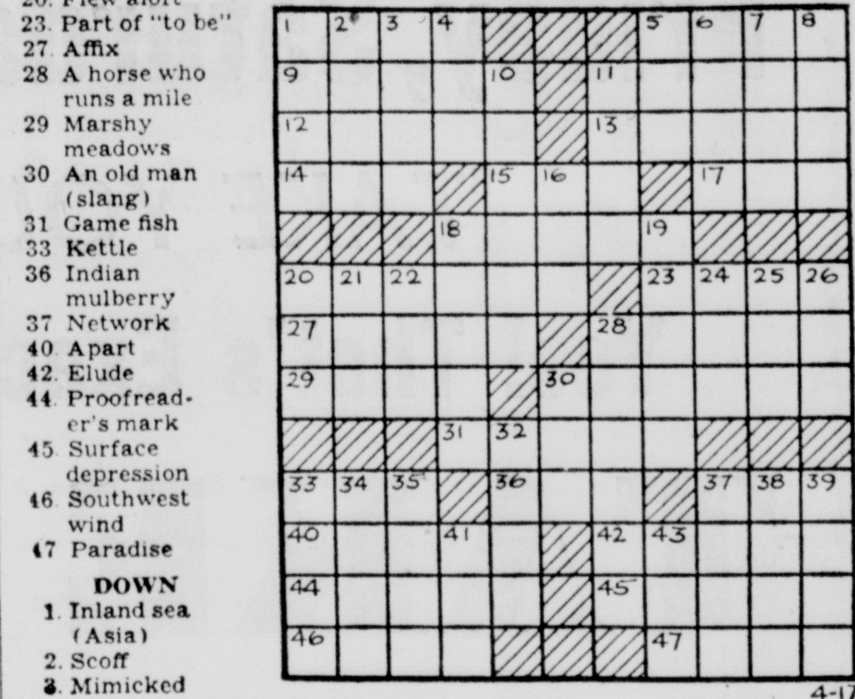 23. Part of "to be"
27. Affix
28 A horse who
runs a mile
29 Marshy
meadows
30 An old man
(slang)
31 Game fish
33 Kettle
36 Indian
mulberry
37 Network
40. Apart
42. Elude
44. Proofread-
er's mark
45. Surface
depression
46. Southwest
wind
47 Paradise
DOWN
1. Inland sea
(Asia)
2. Scoff
3. Mimicked
1 2 3 4 5 6 7 8
9 10 11
12 13
14 15 16 17
18 19
20 21 22 23 24 25 26
27 28
29 30
31 32
33 34 35 36 37 38 39
40 41 42 43
44 45
46 47
4-17